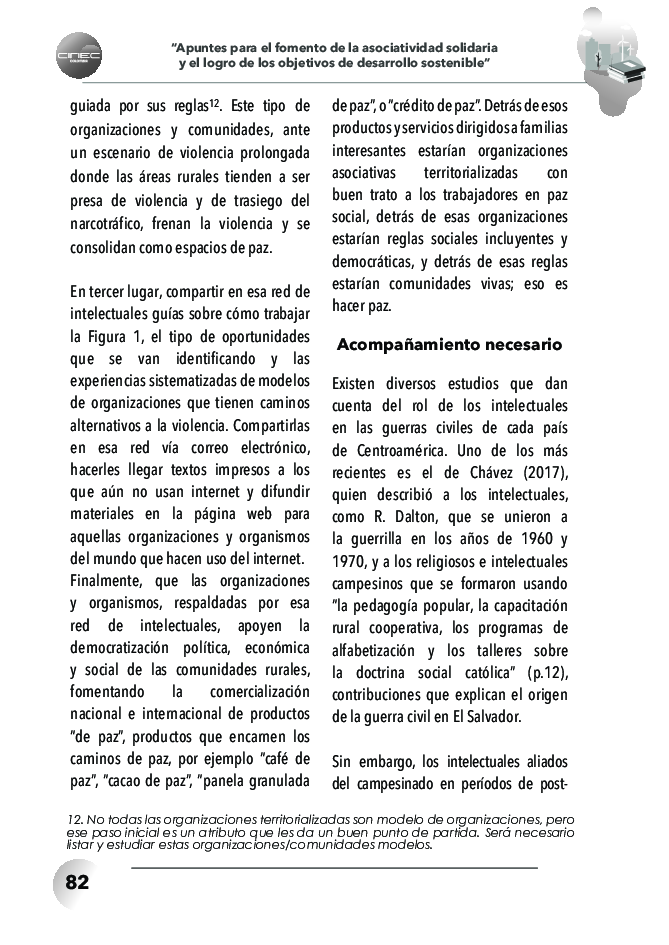 "Apuntes para el fomento de la asociatividad solidaria
y el logro de los objetivos de desarrollo sostenible"
CINEC
guiada por sus reglas12. Este tipo de
organizaciones y comunidades, ante
un escenario de violencia prolongada
donde las áreas rurales tienden a ser
presa de violencia y de trasiego del
narcotráfico, frenan la violencia y se
consolidan como espacios de paz.
En tercer lugar, compartir en esa red de
intelectuales guías sobre cómo trabajar
la Figura 1, el tipo de oportunidades
que se van identificando y las
experiencias sistematizadas de modelos
de organizaciones que tienen caminos
alternativos a la violencia. Compartirlas
en esa red vía correo electrónico,
hacerles llegar textos impresos a los
que aún no usan internet y difundir
materiales en la página web para
aquellas organizaciones y organismos
del mundo que hacen uso del internet.
Finalmente, que las organizaciones
y organismos, respaldadas por esa
red de intelectuales, apoyen la
democratización política, económica
y social de las comunidades rurales,
fomentando la comercialización
nacional e internacional de productos
"de paz", productos que encarnen los
caminos de paz, por ejemplo "café de
paz", "cacao de paz", "panela granulada
de paz", o "crédito de paz". Detrás de esos
productos y servicios dirigidos a familias
interesantes estarían organizaciones
asociativas territorializadas con
buen trato a los trabajadores en paz
social, detrás de esas organizaciones
estarían reglas sociales incluyentes y
democráticas, y detrás de esas reglas
estarían comunidades vivas; eso es
hacer paz.
Acompañamiento necesario
Existen diversos estudios que dan
cuenta del rol de los intelectuales
en las guerras civiles de cada país
de Centroamérica. Uno de los más
recientes es el de Chávez (2017),
quien describió a los intelectuales,
como R. Dalton, que se unieron a
la guerrilla en los años de 1960 y
1970, y a los religiosos e intelectuales
campesinos que se formaron usando
"la pedagogía popular, la capacitación
rural cooperativa, los programas de
alfabetización y los talleres sobre
la doctrina social católica" (p.12),
contribuciones que explican el origen
de la guerra civil en El Salvador.
Sin embargo, los intelectuales aliados
del campesinado en períodos de post-
12. No todas las organizaciones territorializadas son modelo de organizaciones, pero
ese paso inicial es un atributo que les da un buen punto de partida. Será necesario
listar y estudiar estas organizaciones/comunidades modelos.
82